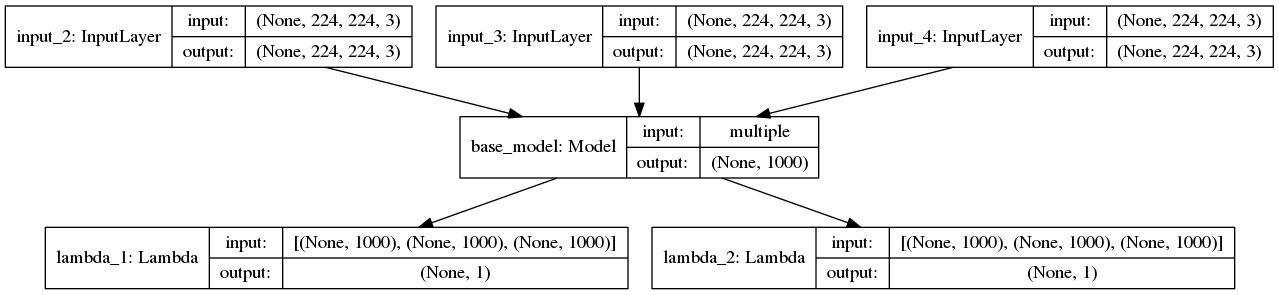 input_2: InputLayer
input: (None, 224, 224, 3)
output: (None, 224, 224, 3)
input_3: InputLayer
input: (None, 224, 224, 3)
output: (None, 224, 224, 3)
input_4: InputLayer
input: (None, 224, 224, 3)
output: (None, 224, 224, 3)
base_model: Model
input: multiple
output: (None, 1000)
lambda_1: Lambda
input: [(None, 1000), (None, 1000), (None, 1000)]
output: (None, 1)
lambda_2: Lambda
input: [(None, 1000), (None, 1000), (None, 1000)]
output: (None, 1)